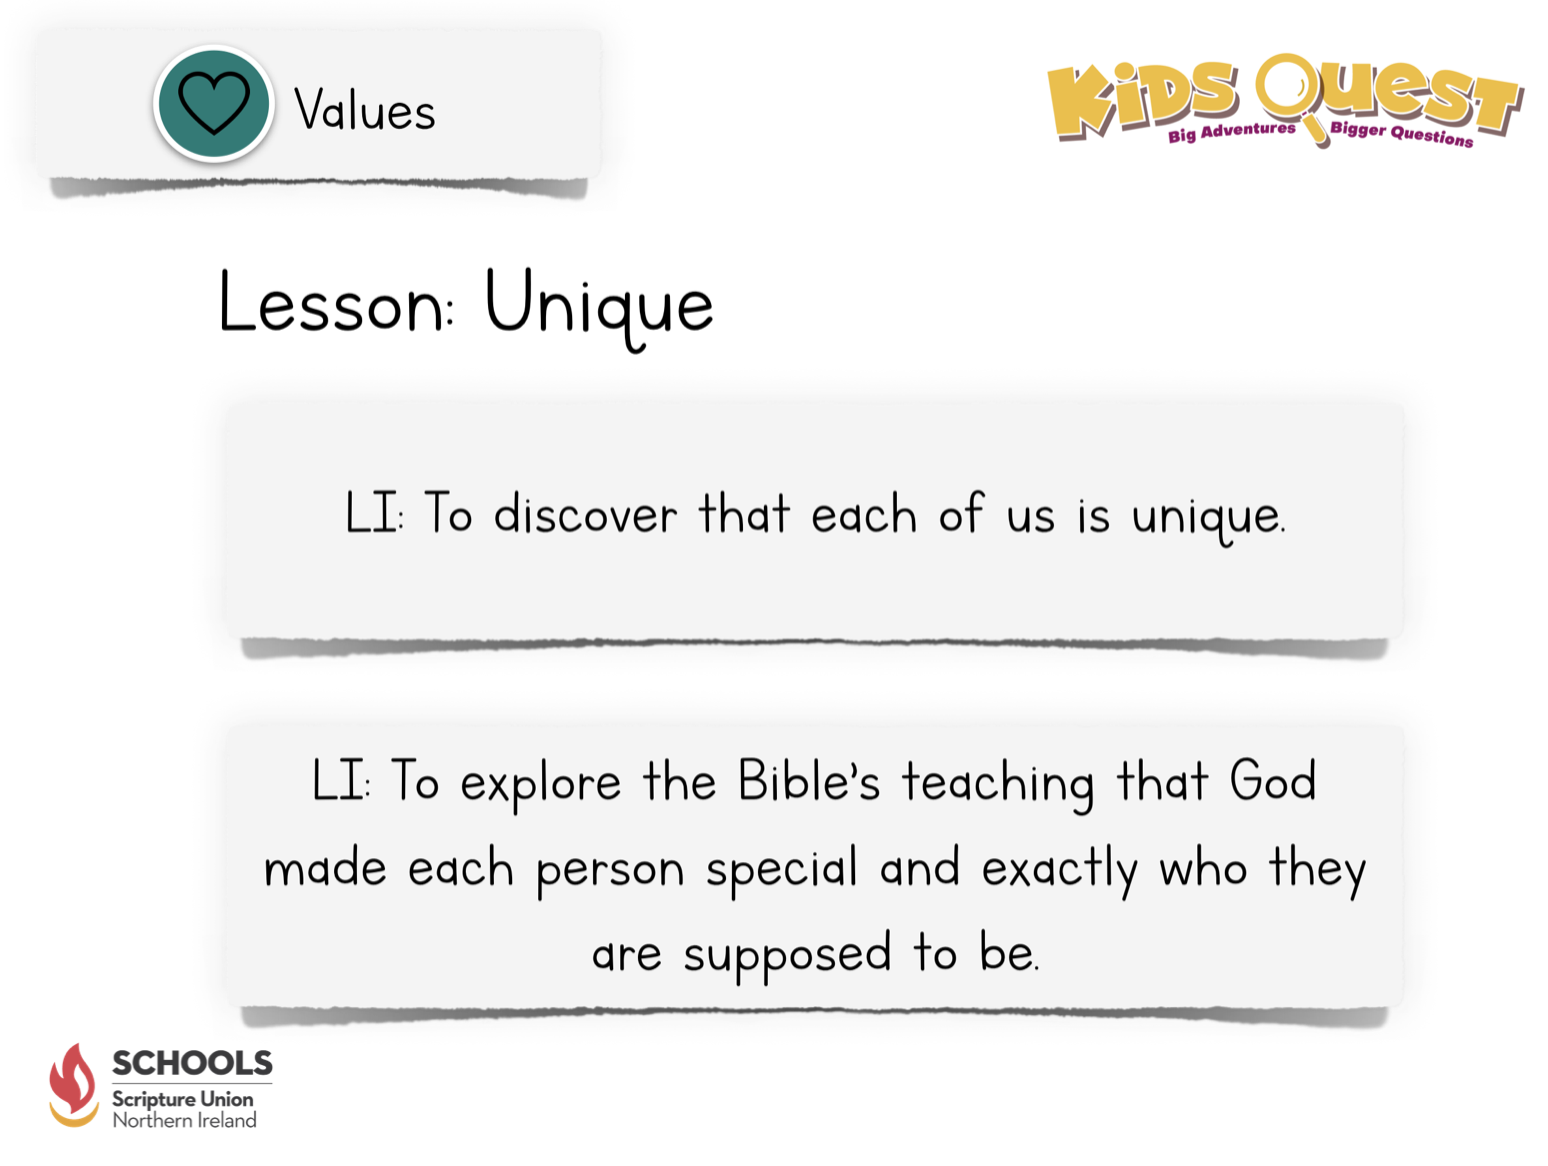 Values
KiDS QUEST
Big Adventures Bigger Questions
Lesson: Unique
LI: To discover that each of us is unique.
LI: To explore the Bible's teaching that God
made each person special and exactly who they
are supposed to be.
SCHOOLS
Scripture Union
Northern Ireland